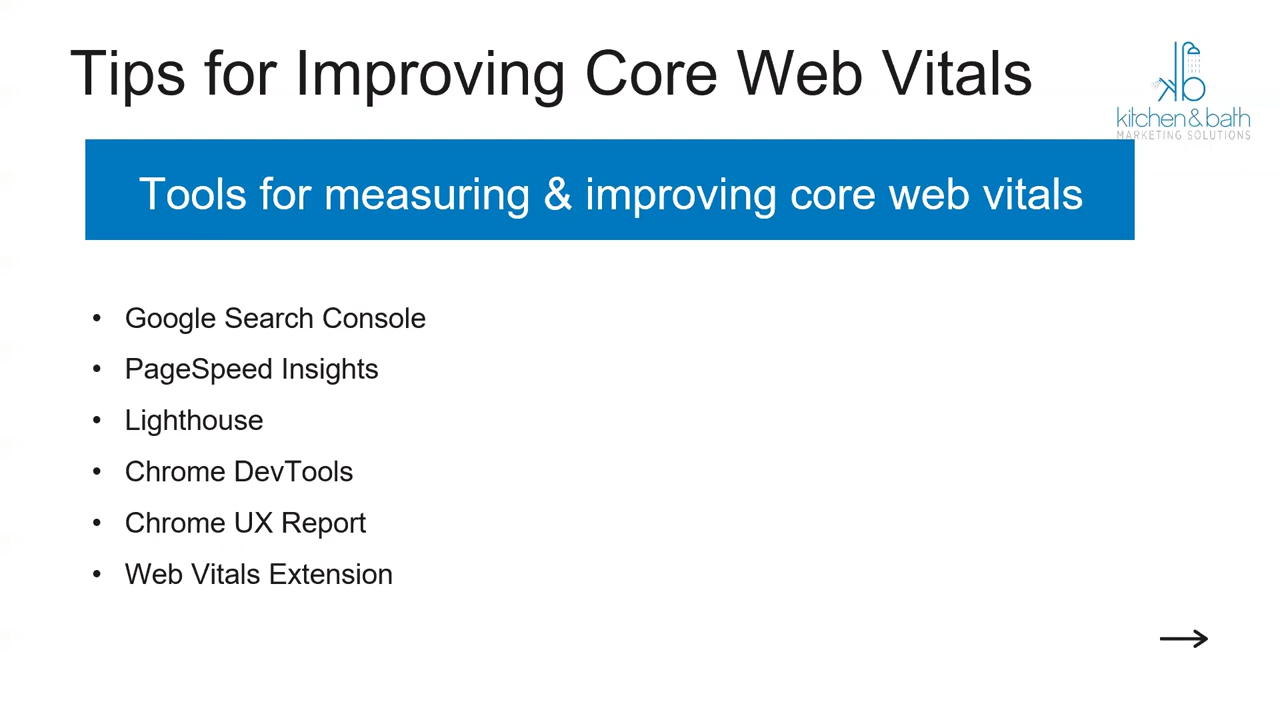 Tips for Improving Core Web Vitals
kb
kitchen & bath
MARKETING SOLUTIONS
Tools for measuring & improving core web vitals
• Google Search Console
• PageSpeed Insights
• Lighthouse
• Chrome DevTools
• Chrome UX Report
• Web Vitals Extension